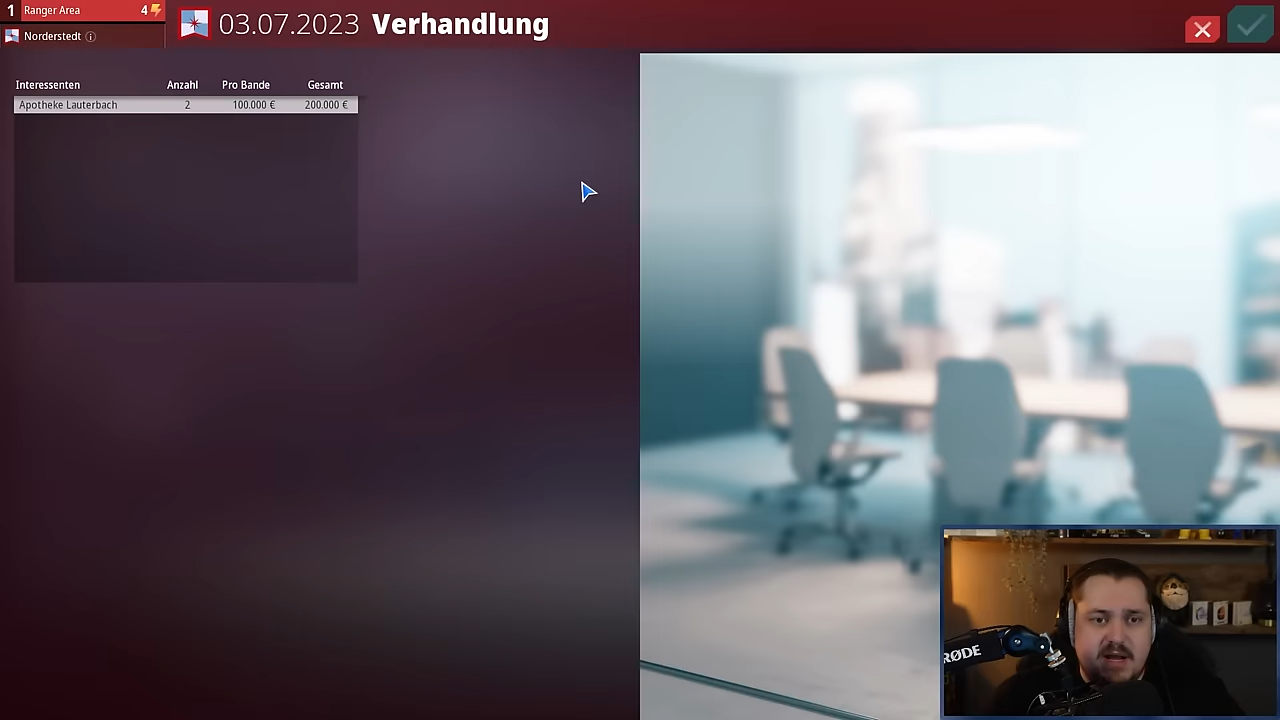 1 Ranger Area 4
Norderstedt
03.07.2023 Verhandlung
Interessenten Anzahl Pro Bande Gesamt
Apotheke Lauterbach 2 100.000 € 200.000 €
RØDE